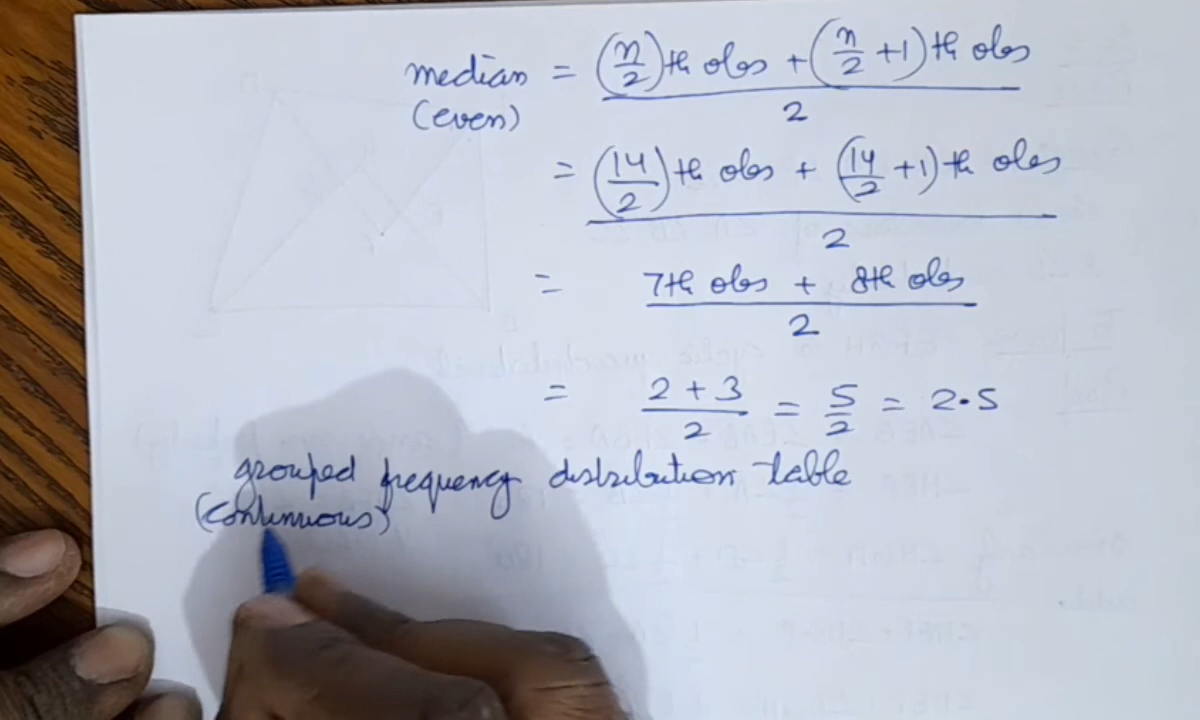 median = (n/2)th obs + (n/2 + 1)th obs
(even) 2
= (14/2)th obs + (14/2 + 1)th obs
2
= 7th obs + 8th obs
2
= 2 + 3 / 2 = 5/2 = 2.5
grouped frequency distribution table
(continuous)